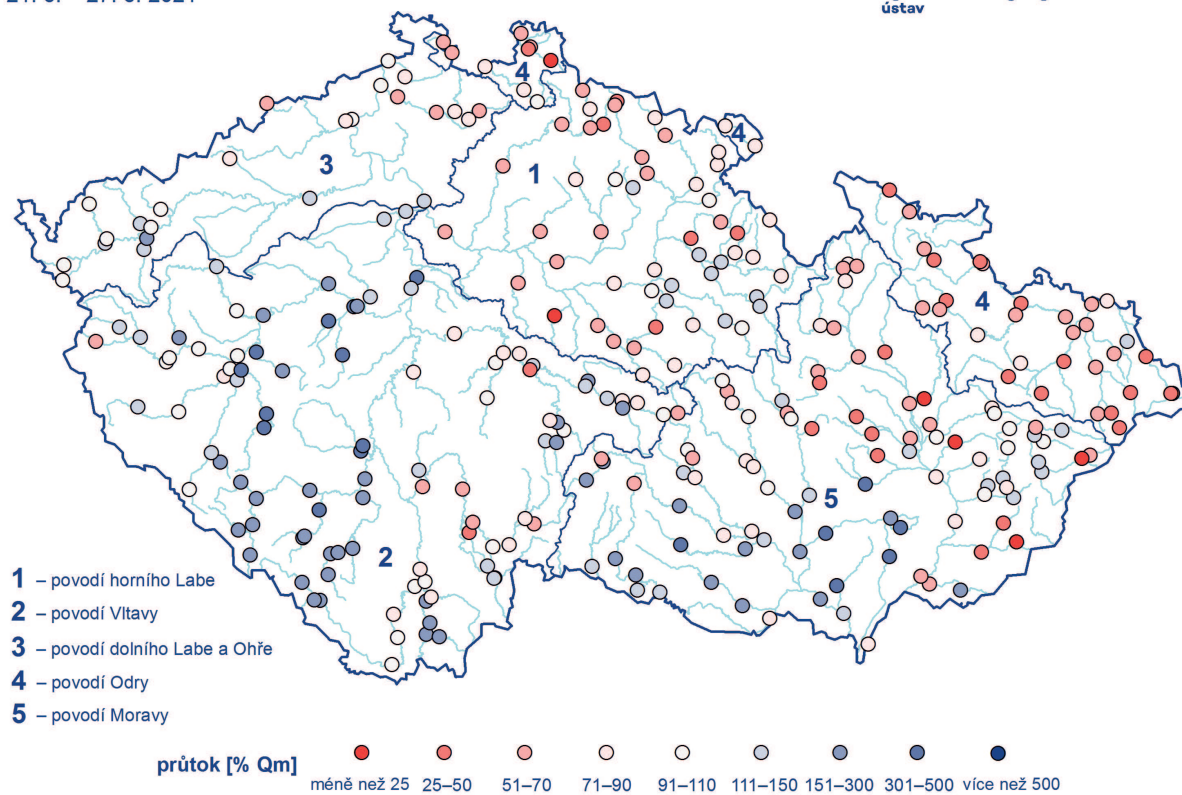 ústav
4
4
3
1
4
5
2
1 – povodí horního Labe
2 – povodí Vltavy
3 – povodí dolního Labe a Ohře
4 – povodí Odry
5 – povodí Moravy
průtok [% Qm]
méně než 25 25–50 51–70 71–90 91–110 111–150 151–300 301–500 více než 500